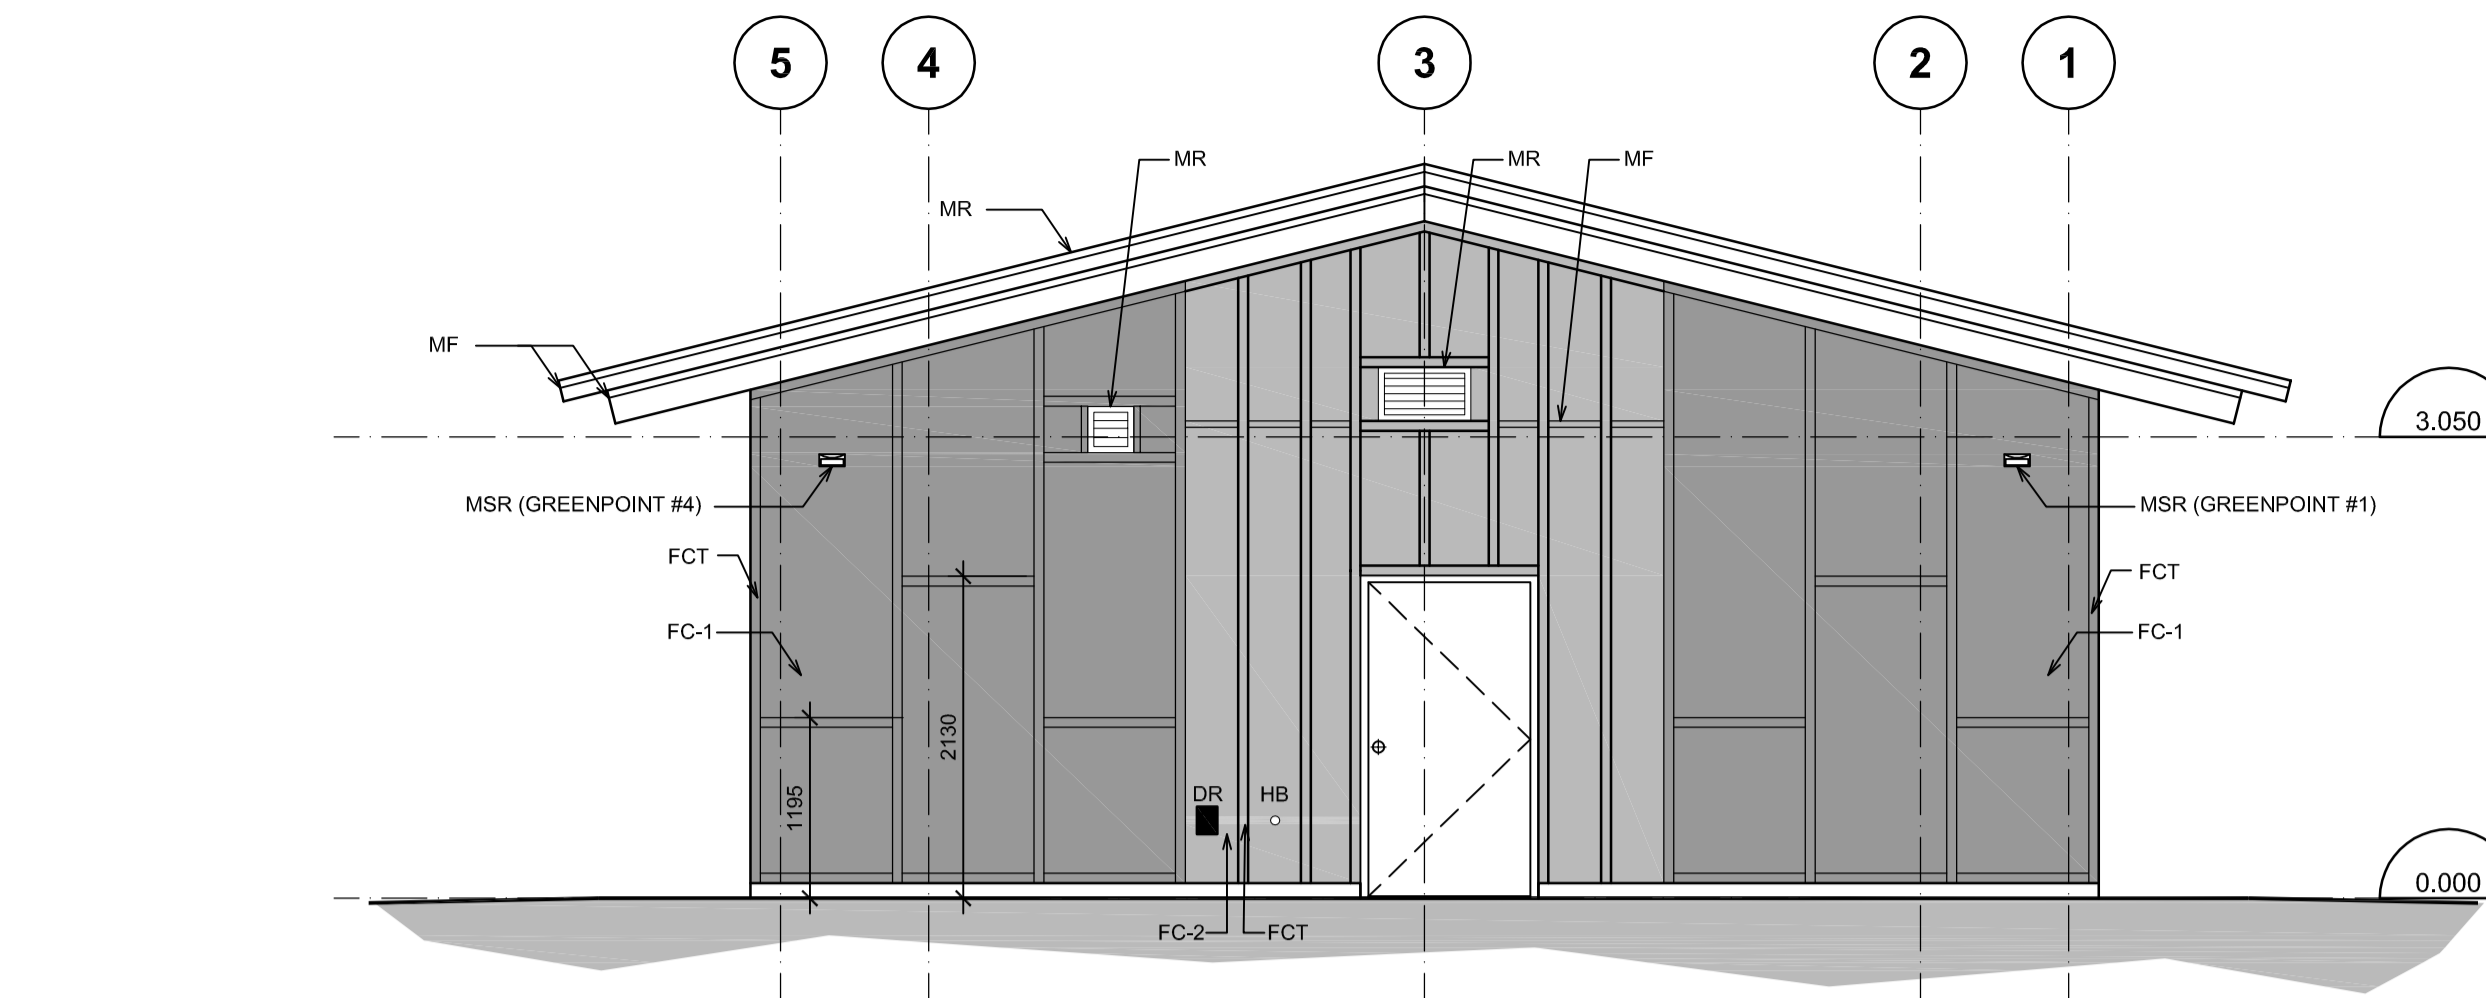 5
4
3
2
1
MR
MR
MF
MR
MF
3.050
MSR (GREENPOINT #4)
MSR (GREENPOINT #1)
FCT
FCT
FC-1
FC-1
2130
1195
DR
HB
0.000
FC-2
FCT